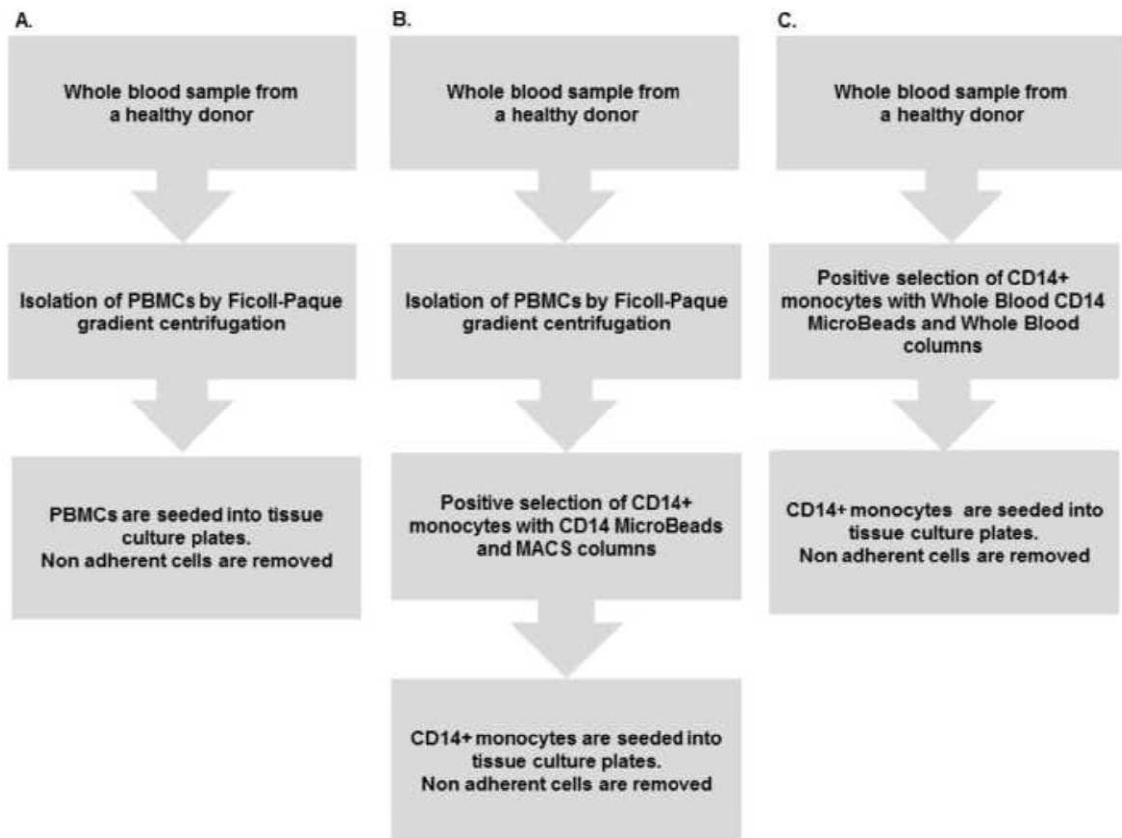 A.
Whole blood sample from
a healthy donor
Isolation of PBMCs by Ficoll-Paque
gradient centrifugation
PBMCs are seeded into tissue
culture plates.
Non adherent cells are removed
B.
Whole blood sample from
a healthy donor
Isolation of PBMCs by Ficoll-Paque
gradient centrifugation
Positive selection of CD14+
monocytes with CD14 MicroBeads
and MACS columns
CD14+ monocytes are seeded into
tissue culture plates.
Non adherent cells are removed
C.
Whole blood sample from
a healthy donor
Positive selection of CD14+
monocytes with Whole Blood CD14
MicroBeads and Whole Blood
columns
CD14+ monocytes are seeded into
tissue culture plates.
Non adherent cells are removed